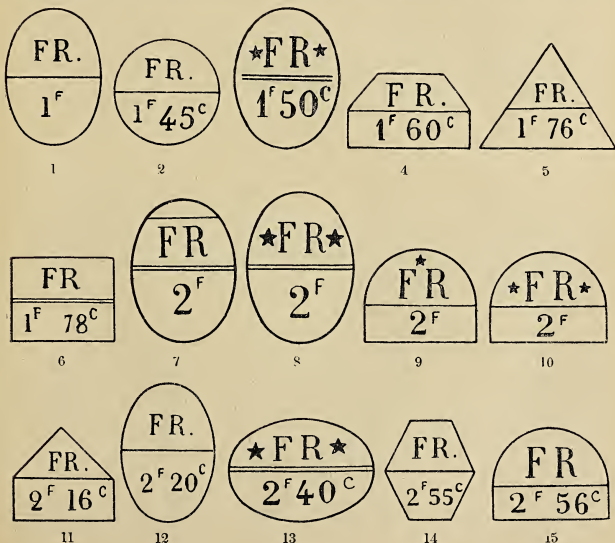 FR.
1F
1
FR.
1F 45C
2
★FR★
1F50C
FR.
1F 60C
4
FR.
1F 76C
5
FR
1F 78C
6
FR
2F
7
★FR★
2F
8
★
FR
2F
9
★FR★
2F
10
FR.
2F 16C
11
FR.
2F 20C
12
★FR★
2F40C
13
FR.
2F55C
14
FR
2F 56C
15